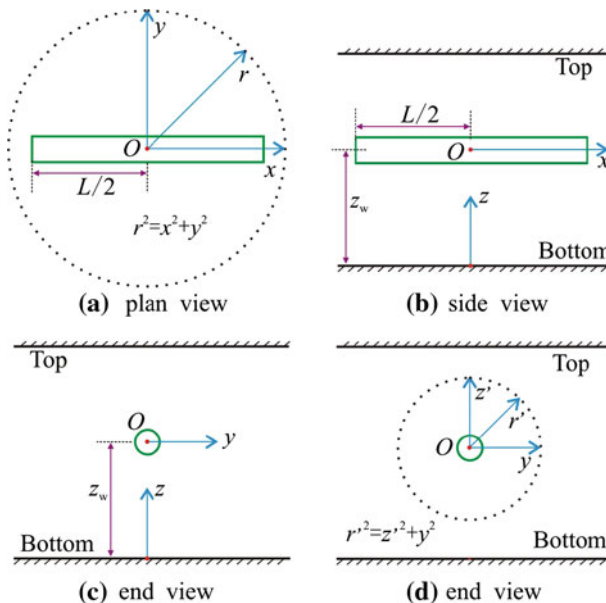 y
r
O
x
L/2
r²=x²+y²
(a) plan view
Top
L/2
O
x
z_w
z
Bottom
(b) side view
Top
O
y
z_w
z
Bottom
(c) end view
Top
z'
r'
O
y
r'²=z'²+y²
Bottom
(d) end view